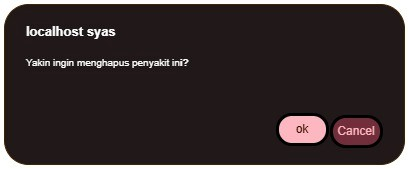 localhost syas
Yakin ingin menghapus penyakit ini?
ok
Cancel